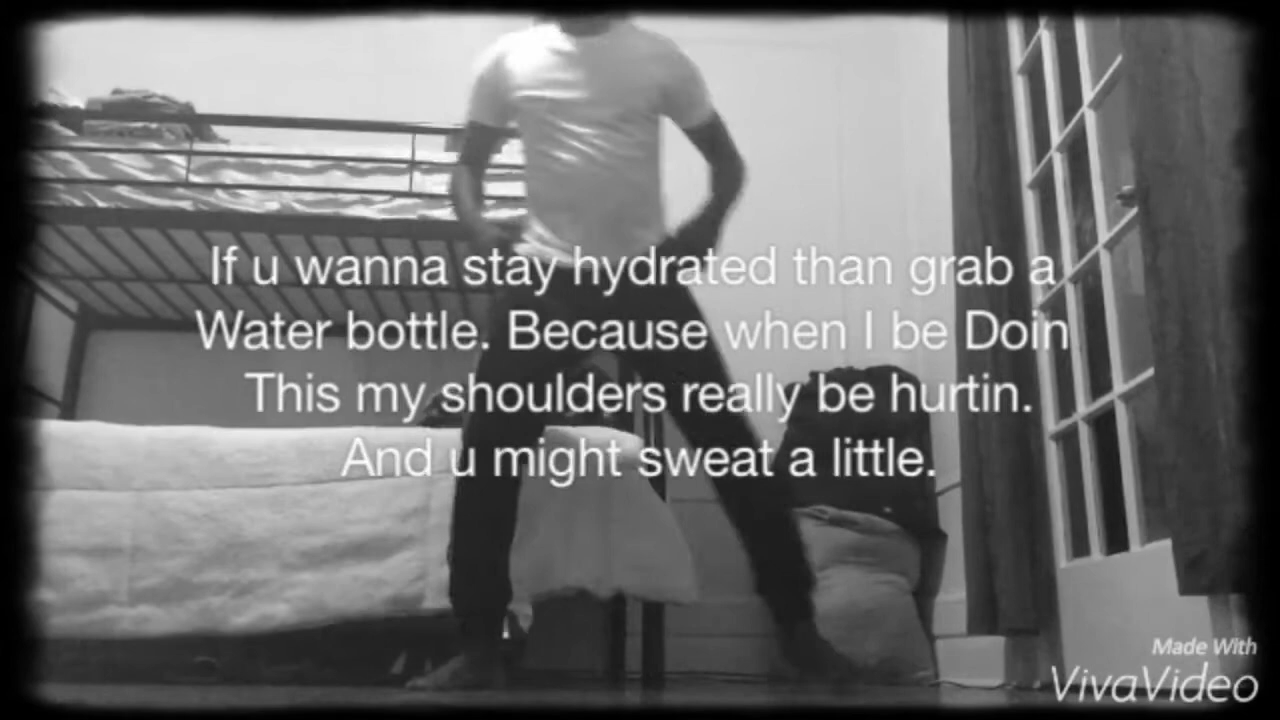 If u wanna stay hydrated than grab a
Water bottle. Because when I be Doin
This my shoulders really be hurtin.
And u might sweat a little.
Made With
VivaVideo